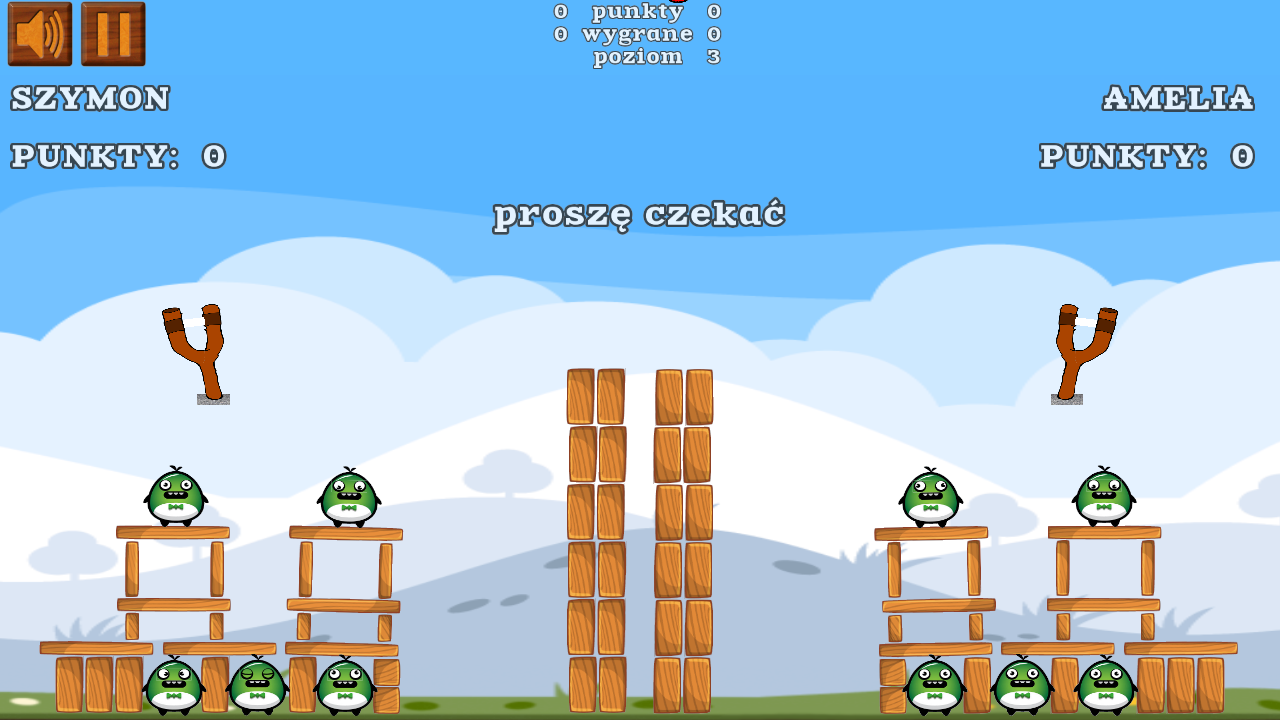 0 punkty 0
0 wygrane 0
poziom 3
SZYMON
AMELIA
PUNKTY: 0
PUNKTY: 0
proszę czekać